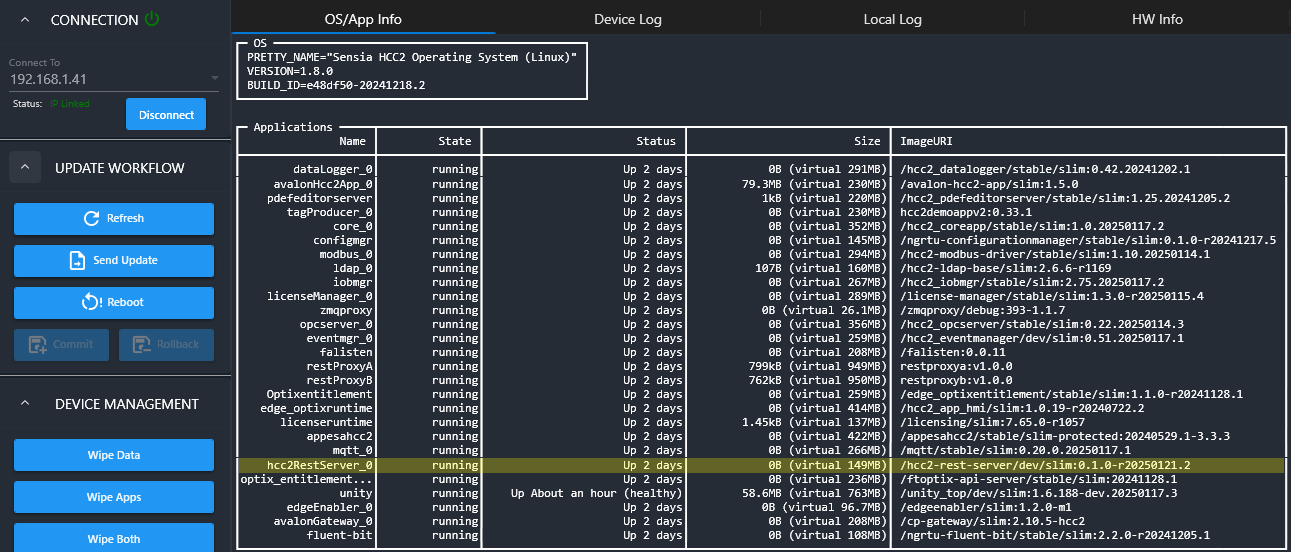 CONNECTION
OS/App Info
Device Log
Local Log
HW Info
Connect To
192.168.1.41
Status: IP Linked
Disconnect
UPDATE WORKFLOW
Refresh
Send Update
Reboot
Commit
Rollback
DEVICE MANAGEMENT
Wipe Data
Wipe Apps
Wipe Both
OS
PRETTY_NAME="Sensia HCC2 Operating System (Linux)"
VERSION=1.8.0
BUILD_ID=e48df50-20241218.2
Applications
Name State Status Size ImageURI
dataLogger_0 running Up 2 days 0B (virtual 291MB) /hcc2_datalogger/stable/slim:0.42.20241202.1
avalonHcc2App_0 running Up 2 days 79.3MB (virtual 230MB) /avalon-hcc2-app/slim:1.5.0
pdefeditorserver running Up 2 days 1kB (virtual 220MB) /hcc2_pdefeditorserver/stable/slim:1.25.20241205.2
tagProducer_0 running Up 2 days 0B (virtual 230MB) hcc2demoappv2:0.33.1
core_0 running Up 2 days 0B (virtual 352MB) /hcc2_coreapp/stable/slim:1.0.20250117.2
configmgr running Up 2 days 0B (virtual 145MB) /ngrtu-configurationmanager/stable/slim:0.1.0-r20241217.5
modbus_0 running Up 2 days 0B (virtual 294MB) /hcc2-modbus-driver/stable/slim:1.10.20250114.1
ldap_0 running Up 2 days 107B (virtual 160MB) /hcc2-ldap-base/slim:2.6.6-r1169
iobmgr running Up 2 days 0B (virtual 267MB) /hcc2_iobmgr/stable/slim:2.75.20250117.2
licenseManager_0 running Up 2 days 0B (virtual 289MB) /license-manager/stable/slim:1.3.0-r20250115.4
zmqproxy running Up 2 days 0B (virtual 26.1MB) /zmqproxy/debug:393-1.1.7
opcserver_0 running Up 2 days 0B (virtual 356MB) /hcc2_opcserver/stable/slim:0.22.20250114.3
eventmgr_0 running Up 2 days 0B (virtual 259MB) /hcc2_eventmanager/dev/slim:0.51.20250117.1
falisten running Up 2 days 0B (virtual 208MB) /falisten:0.0.11
restProxyA running Up 2 days 799kB (virtual 949MB) restproxya:v1.0.0
restProxyB running Up 2 days 762kB (virtual 950MB) restproxyb:v1.0.0
Optixentitlement running Up 2 days 0B (virtual 259MB) /edge_optixentitlement/stable/slim:1.1.0-r20241128.1
edge_optixruntime running Up 2 days 0B (virtual 414MB) /hcc2_app_hmi/slim:1.0.19-r20240722.2
licenseruntime running Up 2 days 1.45kB (virtual 137MB) /licensing/slim:7.65.0-r1057
appesahcc2 running Up 2 days 0B (virtual 422MB) /appesahcc2/stable/slim-protected:20240529.1-3.3.3
mqtt_0 running Up 2 days 0B (virtual 266MB) /mqtt/stable/slim:0.20.0.20250117.1
hcc2RestServer_0 running Up 2 days 0B (virtual 149MB) /hcc2-rest-server/dev/slim:0.1.0-r20250121.2
optix_entitlement... running Up 2 days 0B (virtual 236MB) /ftoptix-api-server/stable/slim:20241128.1
unity running Up About an hour (healthy) 58.6MB (virtual 763MB) /unity_top/dev/slim:1.6.188-dev.20250117.3
edgeEnabler_0 running Up 2 days 0B (virtual 96.7MB) /edgeenabler/slim:1.2.0-m1
avalonGateway_0 running Up 2 days 0B (virtual 208MB) /cp-gateway/slim:2.10.5-hcc2
fluent-bit running Up 2 days 0B (virtual 108MB) /ngrtu-fluent-bit/stable/slim:2.2.0-r20241205.1